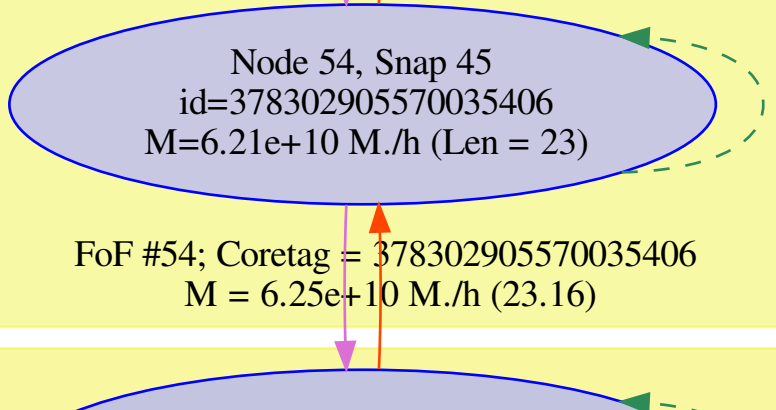 Node 54, Snap 45
id=378302905570035406
M=6.21e+10 M./h (Len = 23)
FoF #54; Coretag = 378302905570035406
M = 6.25e+10 M./h (23.16)